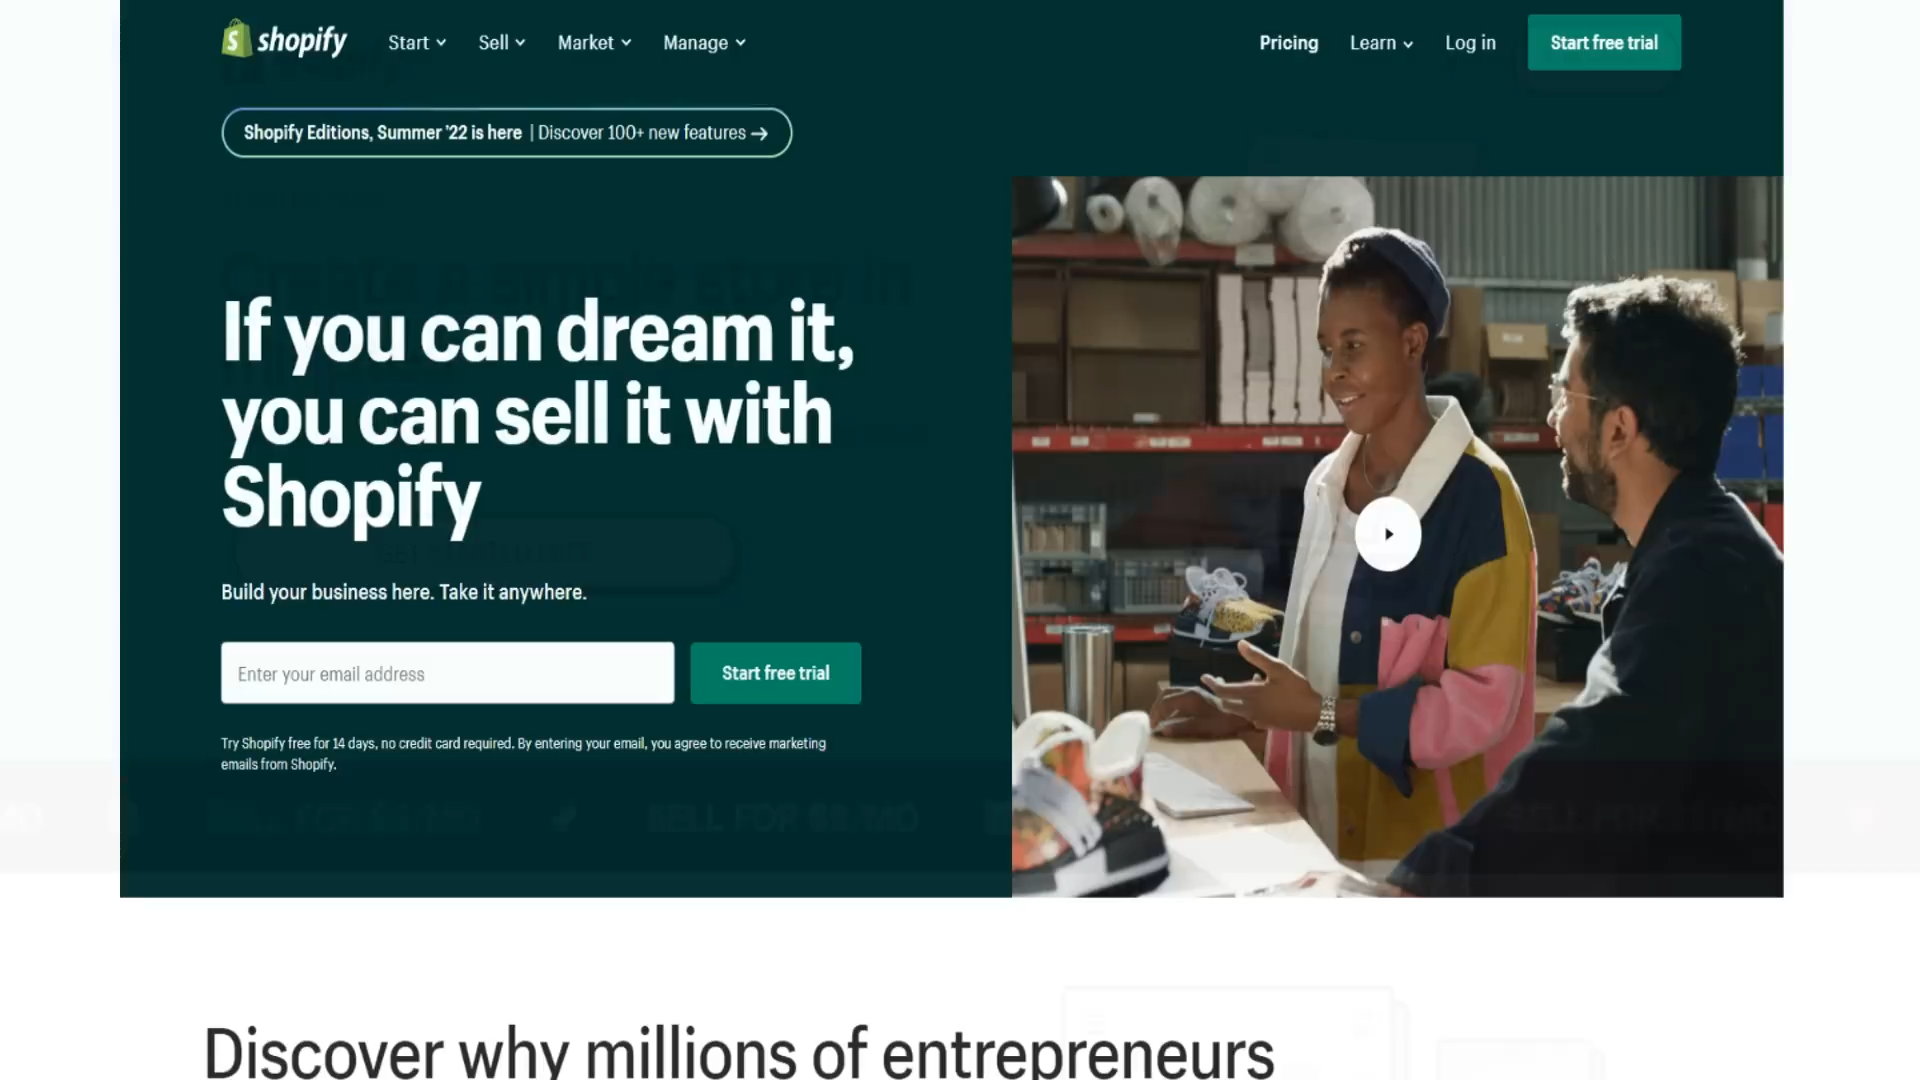 shopify
Start
Sell
Market
Manage
Pricing
Learn
Log in
Start free trial
Shopify Editions, Summer '22 is here | Discover 100+ new features →
If you can dream it,
you can sell it with
Shopify
Build your business here. Take it anywhere.
Enter your email address
Start free trial
Try Shopify free for 14 days, no credit card required. By entering your email, you agree to receive marketing
emails from Shopify.
Discover why millions of entrepreneurs